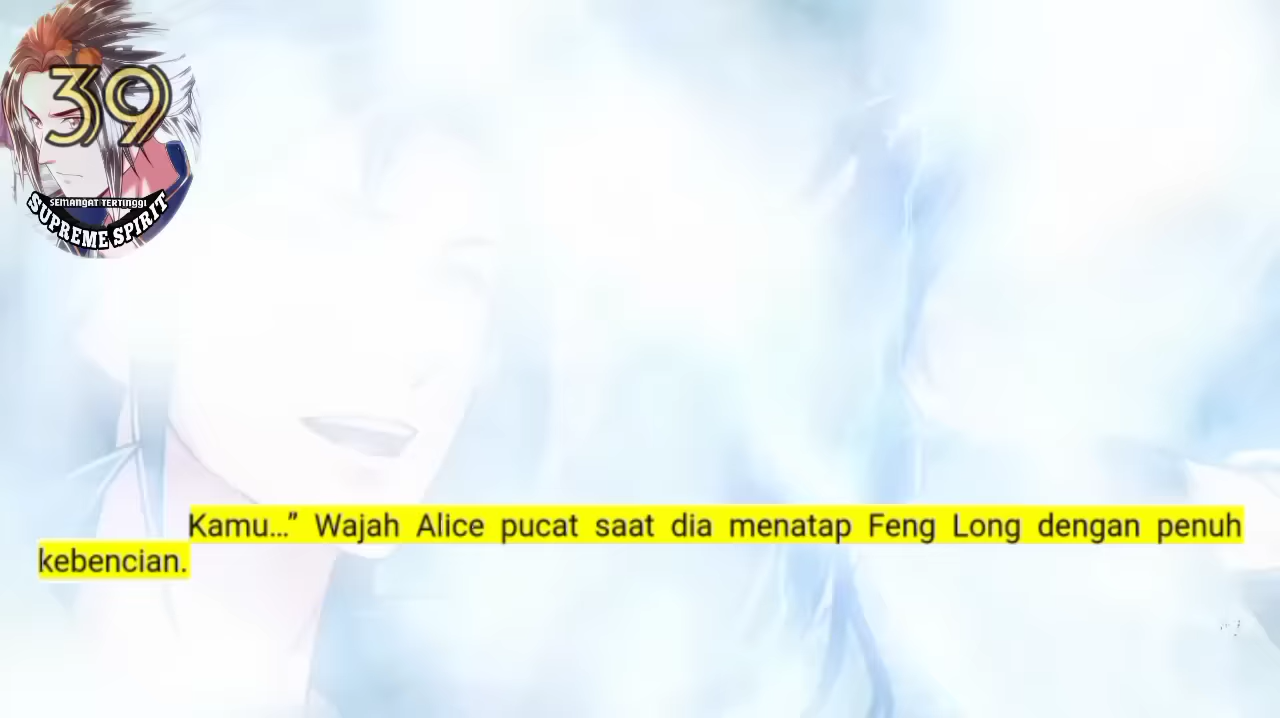 39
SEMANGAT TERTINGGI
SUPREME SPIRIT
Kamu…” Wajah Alice pucat saat dia menatap Feng Long dengan penuh
kebencian.